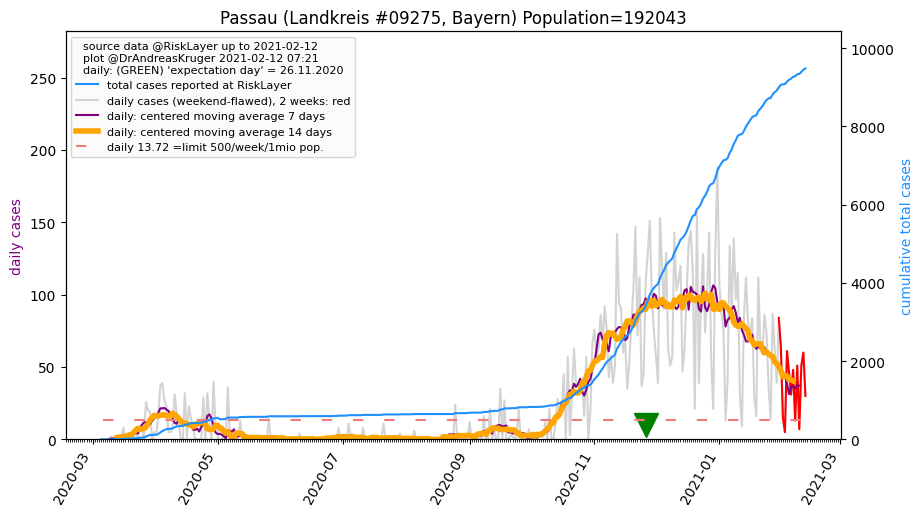 Passau (Landkreis #09275, Bayern) Population=192043
source data @RiskLayer up to 2021-02-12
plot @DrAndreasKruger 2021-02-12 07:21
daily: (GREEN) 'expectation day' = 26.11.2020
total cases reported at RiskLayer
daily cases (weekend-flawed), 2 weeks: red
daily: centered moving average 7 days
daily: centered moving average 14 days
daily 13.72 =limit 500/week/1mio pop.
daily cases
250
200
150
100
50
0
10000
8000
6000
4000
2000
0
cumulative total cases
2020-03
2020-05
2020-07
2020-09
2020-11
2021-01
2021-03